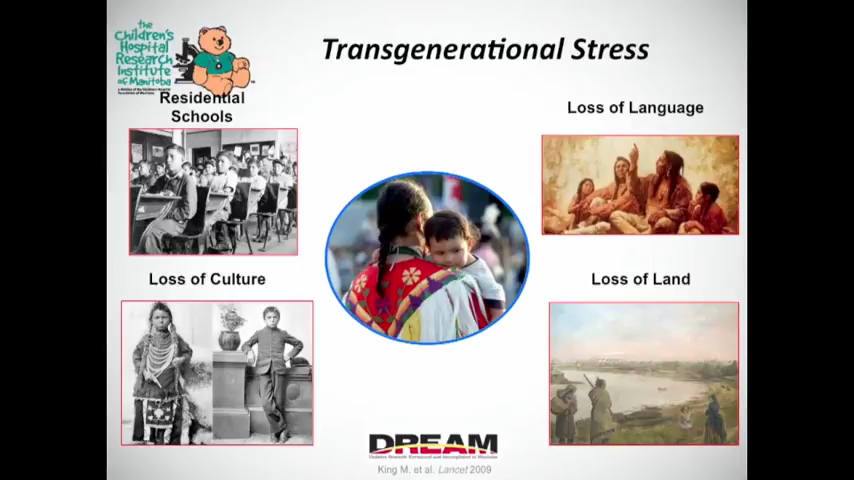 the
Children's
Hospital
Research
Institute
of Manitoba
Transgenerational Stress
Residential
Schools
Loss of Language
Loss of Culture
Loss of Land
DREAM
King M. et al. Lancet 2009